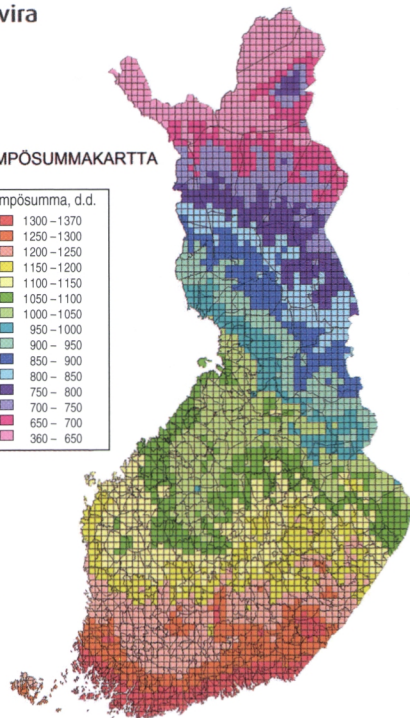 vira
MPÖSUMMAKARTTA
mpösumma, d.d.
1300 – 1370
1250 – 1300
1200 – 1250
1150 – 1200
1100 – 1150
1050 – 1100
1000 – 1050
950 – 1000
900 – 950
850 – 900
800 – 850
750 – 800
700 – 750
650 – 700
360 – 650